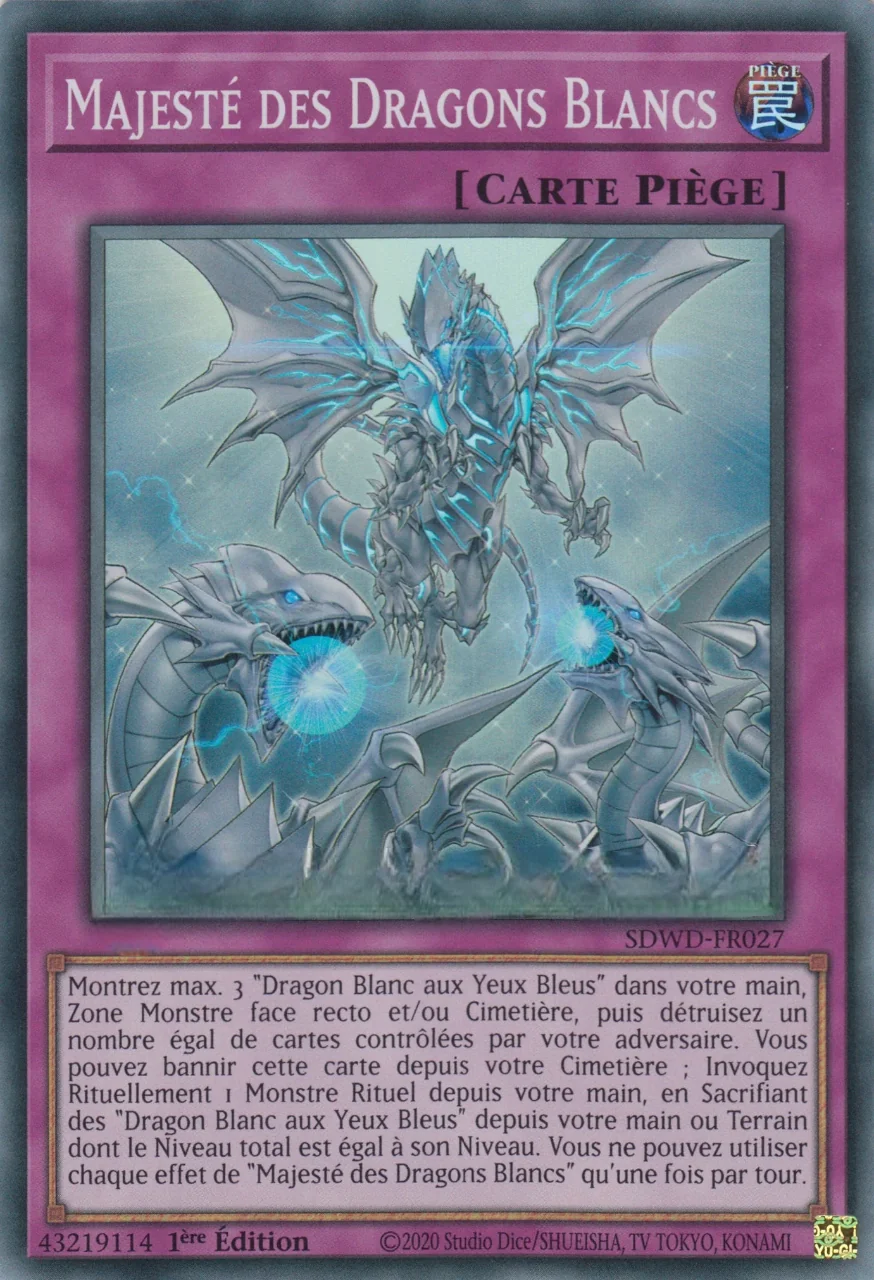 MAJESTÉ DES DRAGONS BLANCS
PIÈGE
罠
[CARTE PIÈGE]
SDWD-FR027
Montrez max. 3 "Dragon Blanc aux Yeux Bleus" dans votre main,
Zone Monstre face recto et/ou Cimetière, puis détruisez un
nombre égal de cartes contrôlées par votre adversaire. Vous
pouvez bannir cette carte depuis votre Cimetière ; Invoquez
Rituellement 1 Monstre Rituel depuis votre main, en Sacrifiant
des "Dragon Blanc aux Yeux Bleus" depuis votre main ou Terrain
dont le Niveau total est égal à son Niveau. Vous ne pouvez utiliser
chaque effet de "Majesté des Dragons Blancs" qu'une fois par tour.
43219114 1ère Édition ©2020 Studio Dice/SHUEISHA, TV TOKYO, KONAMI